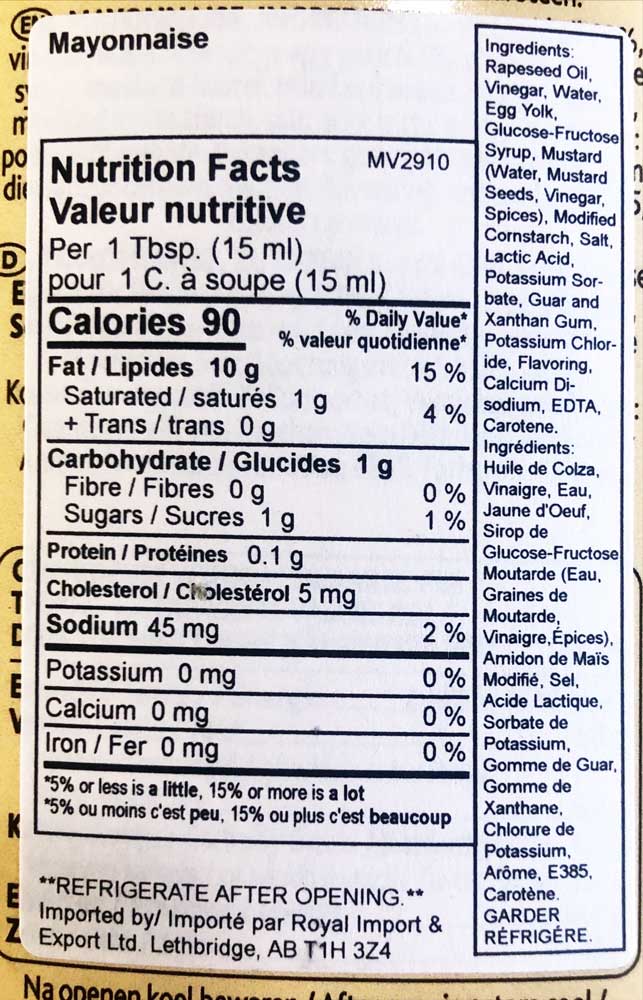 Mayonnaise
Nutrition Facts
MV2910
Valeur nutritive
Per 1 Tbsp. (15 ml)
pour 1 C. à soupe (15 ml)
Calories 90
% Daily Value*
% valeur quotidienne*
Fat / Lipides 10 g 15 %
Saturated / saturés 1 g
+ Trans / trans 0 g
4 %
Carbohydrate / Glucides 1 g
Fibre / Fibres 0 g 0 %
Sugars / Sucres 1 g 1 %
Protein / Protéines 0.1 g
Cholesterol / Cholestérol 5 mg
Sodium 45 mg 2 %
Potassium 0 mg 0 %
Calcium 0 mg 0 %
Iron / Fer 0 mg 0 %
*5% or less is a little, 15% or more is a lot
*5% ou moins c'est peu, 15% ou plus c'est beaucoup
**REFRIGERATE AFTER OPENING.**
Imported by/ Importé par Royal Import &
Export Ltd. Lethbridge, AB T1H 3Z4
Ingredients:
Rapeseed Oil,
Vinegar, Water,
Egg Yolk,
Glucose-Fructose
Syrup, Mustard
(Water, Mustard
Seeds, Vinegar,
Spices), Modified
Cornstarch, Salt,
Lactic Acid,
Potassium Sor-
bate, Guar and
Xanthan Gum,
Potassium Chlor-
ide, Flavoring,
Calcium Di-
sodium, EDTA,
Carotene.
Ingrédients:
Huile de Colza,
Vinaigre, Eau,
Jaune d'Oeuf,
Sirop de
Glucose-Fructose
Moutarde (Eau,
Graines de
Moutarde,
Vinaigre,Épices),
Amidon de Maïs
Modifié, Sel,
Acide Lactique,
Sorbate de
Potassium,
Gomme de Guar,
Gomme de
Xanthane,
Chlorure de
Potassium,
Arôme, E385,
Carotène.
GARDER
RÉFRIGÉRE.